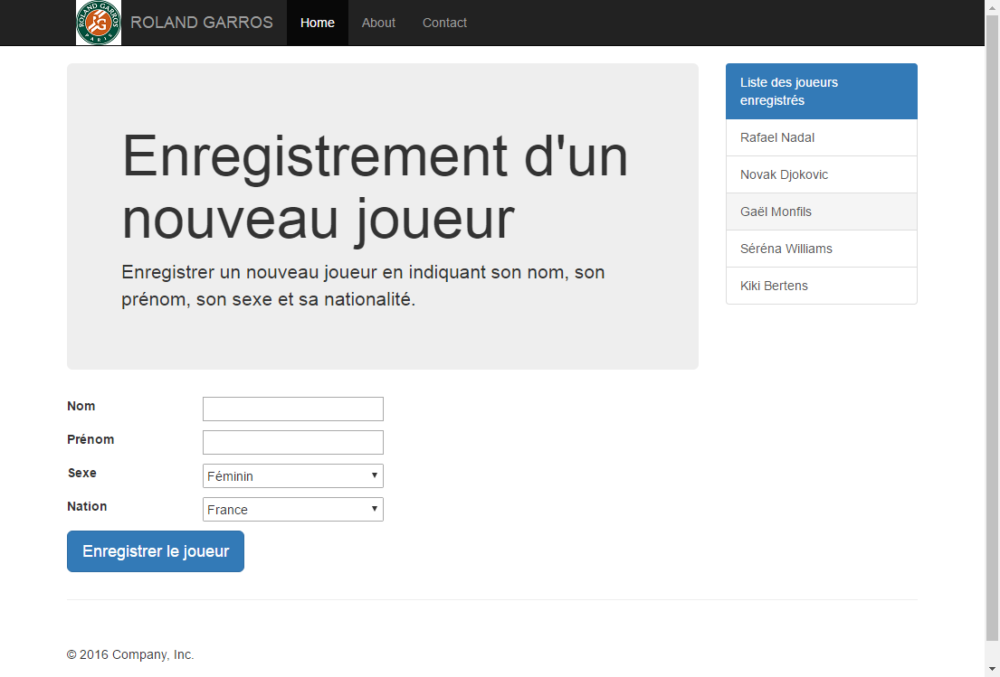 ROLAND GARROS
PARIS
ROLAND GARROS
Home
About
Contact
Enregistrement d'un
nouveau joueur
Enregistrer un nouveau joueur en indiquant son nom, son
prénom, son sexe et sa nationalité.
Liste des joueurs
enregistrés
Rafael Nadal
Novak Djokovic
Gaël Monfils
Séréna Williams
Kiki Bertens
Nom
Prénom
Sexe
Féminin
Nation
France
Enregistrer le joueur
© 2016 Company, Inc.